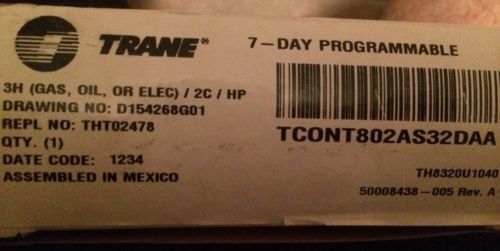 TRANE®
7-DAY PROGRAMMABLE
3H (GAS, OIL, OR ELEC) / 2C / HP
DRAWING NO: D154268G01
REPL NO: THT02478
QTY. (1)
DATE CODE: 1234
ASSEMBLED IN MEXICO
TCONT802AS32DAA
TH8320U1040
50008438-005 Rev. A